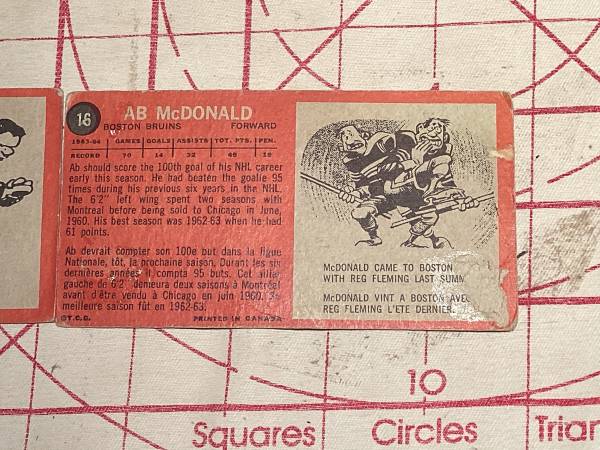 16
AB McDONALD
BOSTON BRUINS FORWARD
1963-64 GAMES GOALS ASSISTS TOT. PTS. PEN.
RECORD 70 14 32 46 19
Ab should score the 100th goal of his NHL career
early this season. He had beaten the goalie 95
times during his previous six years in the NHL.
The 6'2" left wing spent two seasons with
Montreal before being sold to Chicago in June,
1960. His best season was 1962-63 when he had
61 points.
Ab devrait compter son 100e but dans la ligue
Nationale, tôt, la prochaine saison. Durant les six
dernières années il compta 95 buts. Cet ailier
gauche de 6'2" demeura deux saisons à Montréal
avant d'être vendu à Chicago en juin 1960. Sa
meilleure saison fût en 1962-63.
©T.C.G. PRINTED IN CANADA
McDONALD CAME TO BOSTON
WITH REG FLEMING LAST SUMM
McDONALD VINT A BOSTON AVEC
REG FLEMING L'ETE DERNIER.
10
Squares Circles Trian